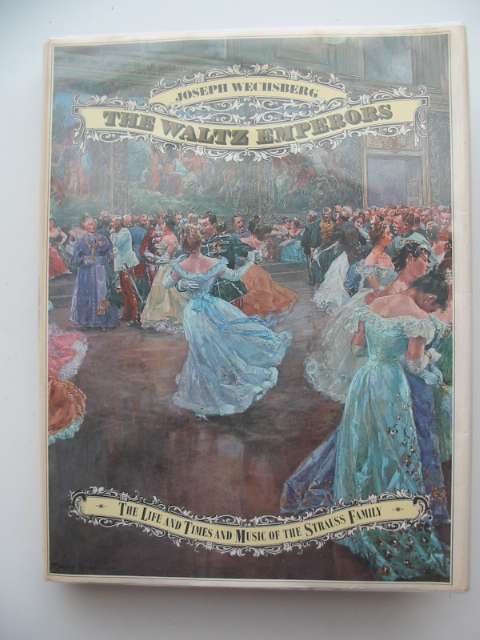 JOSEPH WECHSBERG
THE WALTZ EMPERORS
THE LIFE AND TIMES AND MUSIC OF THE STRAUSS FAMILY